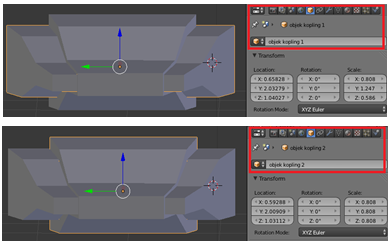 objek kopling 1
objek kopling 1
Transform
Location: Rotation: Scale:
X: 0.65828 X: 0° X: 0.808
Y: 2.03279 Y: 0° Y: 1.247
Z: 1.04027 Z: 0° Z: 0.586
Rotation Mode: XYZ Euler
objek kopling 2
objek kopling 2
Transform
Location: Rotation: Scale:
X: 0.59288 X: 0° X: 0.808
Y: 2.00909 Y: 0° Y: 0.808
Z: 1.03112 Z: 0° Z: 0.808
Rotation Mode: XYZ Euler